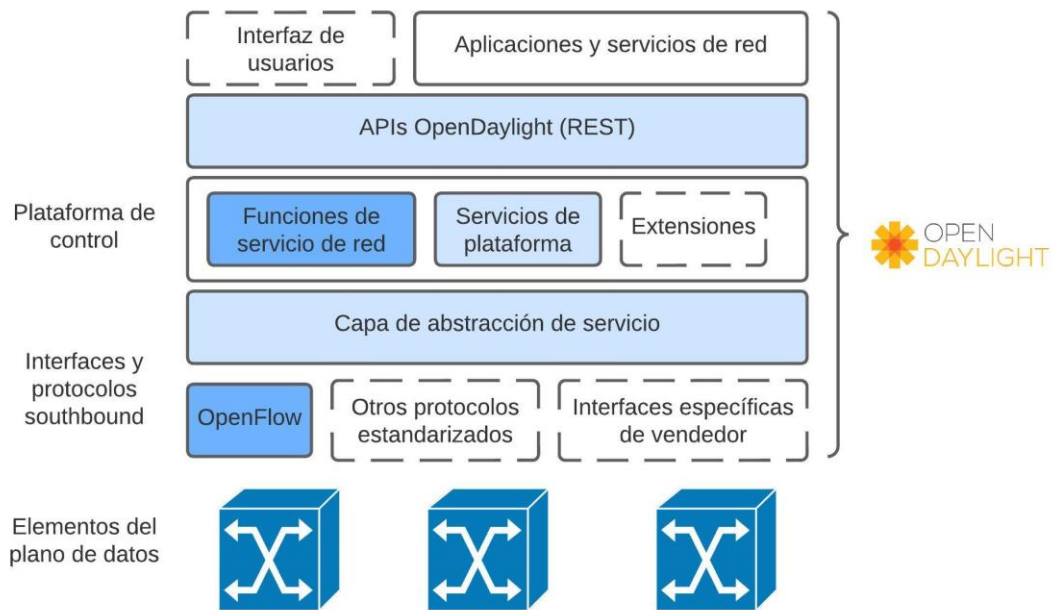 Interfaz de
usuarios
Aplicaciones y servicios de red
APIs OpenDaylight (REST)
Plataforma de
control
Funciones de
servicio de red
Servicios de
plataforma
Extensiones
OPEN
DAYLIGHT
Capa de abstracción de servicio
Interfaces y
protocolos
southbound
OpenFlow
Otros protocolos
estandarizados
Interfaces específicas
de vendedor
Elementos del
plano de datos